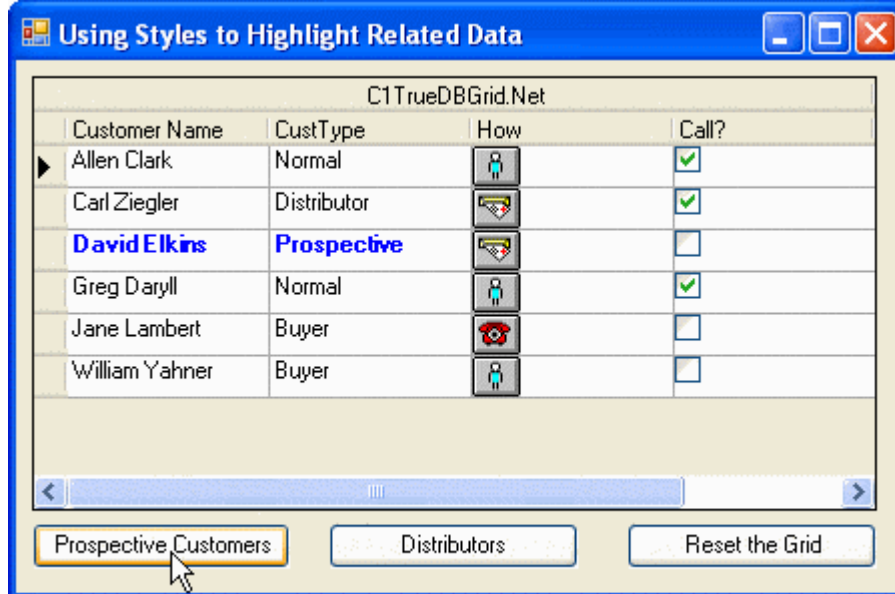 Using Styles to Highlight Related Data
C1TrueDBGrid.Net
Customer Name CustType How Call?
Allen Clark Normal
Carl Ziegler Distributor
David Elkins Prospective
Greg Daryll Normal
Jane Lambert Buyer
William Yahner Buyer
Prospective Customers Distributors Reset the Grid